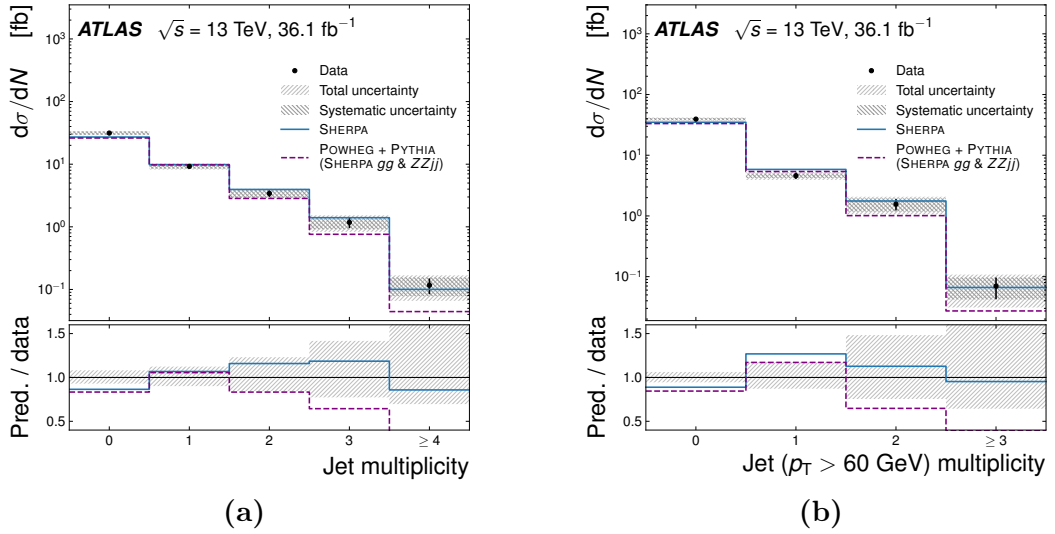 ATLAS √s = 13 TeV, 36.1 fb⁻¹
dσ/dN [fb]
10³
10²
10¹
10⁰
10⁻¹
Data
Total uncertainty
Systematic uncertainty
SHERPA
POWHEG + PYTHIA
(SHERPA gg & ZZjj)
Pred. / data
1.5
1.0
0.5
0 1 2 3 ≥ 4
Jet multiplicity
(a)
ATLAS √s = 13 TeV, 36.1 fb⁻¹
dσ/dN [fb]
10³
10²
10¹
10⁰
10⁻¹
Data
Total uncertainty
Systematic uncertainty
SHERPA
POWHEG + PYTHIA
(SHERPA gg & ZZjj)
Pred. / data
1.5
1.0
0.5
0 1 2 ≥ 3
Jet (pT > 60 GeV) multiplicity
(b)